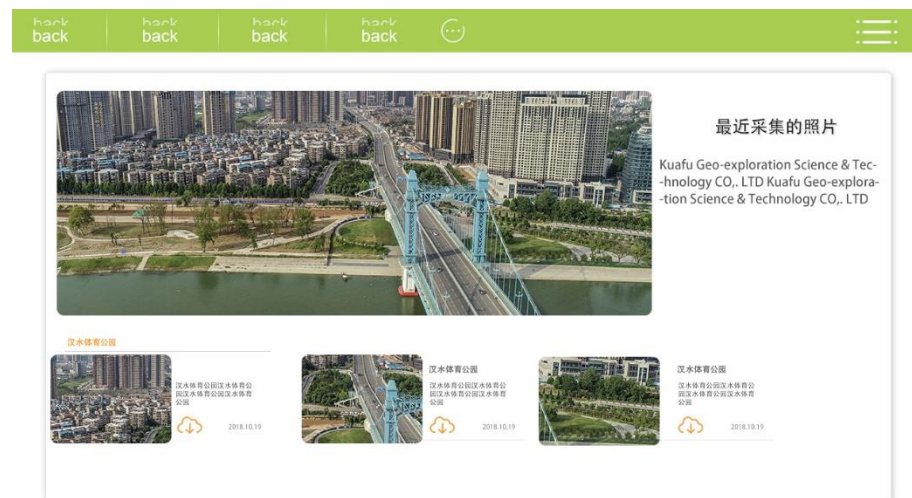 back back back back
back back back back
最近采集的照片
Kuafu Geo-exploration Science & Tec-
-hnology CO,. LTD Kuafu Geo-explora-
-tion Science & Technology CO,. LTD
汉水体育公园
汉水体育公园汉水体育公
园汉水体育公园汉水体育
公园
2018.10.19
汉水体育公园
汉水体育公园汉水体育公
园汉水体育公园汉水体育
公园
2018.10.19
汉水体育公园
汉水体育公园汉水体育公
园汉水体育公园汉水体育
公园
2018.10.19